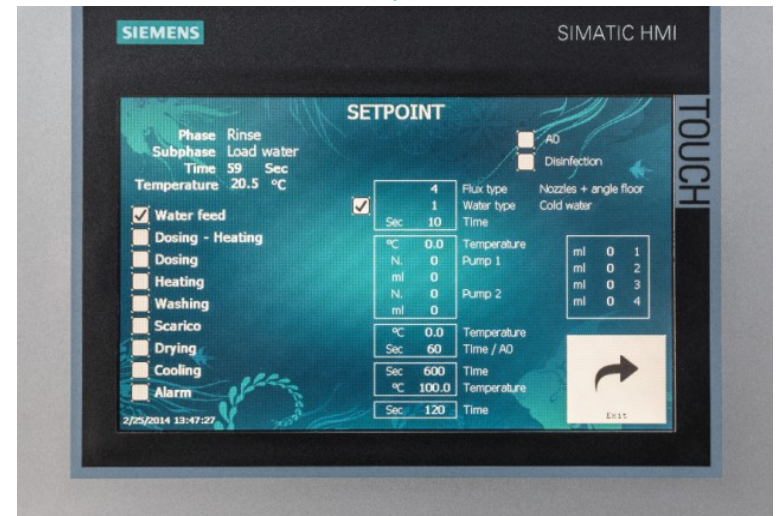 SIEMENS
SIMATIC HMI
TOUCH
SETPOINT
Phase Rinse
Subphase Load water
Time 59 Sec
Temperature 20.5 °C
A0
Disinfection
Water feed
Dosing - Heating
Dosing
Heating
Washing
Scarico
Drying
Cooling
Alarm
2/25/2014 13:47:27
4 Flux type Nozzles + angle floor
1 Water type Cold water
Sec 10 Time
°C 0.0 Temperature
N. 0 Pump 1
ml 0
N. 0 Pump 2
ml 0
ml 0 1
ml 0 2
ml 0 3
ml 0 4
°C 0.0 Temperature
Sec 60 Time / A0
Sec 600 Time
°C 100.0 Temperature
Sec 120 Time
Exit